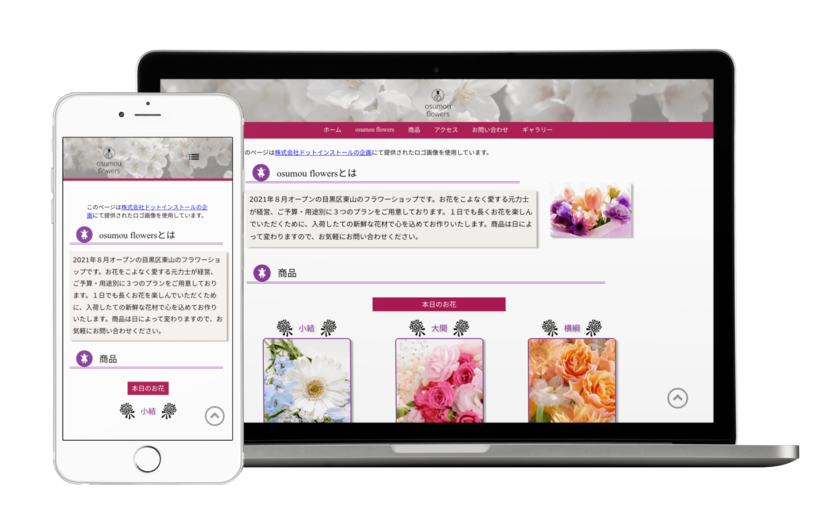 osumou
flowers
ホーム osumou flowers 商品 アクセス お問い合わせ ギャラリー
のページは株式会社ドットインストールの企画にて提供されたロゴ画像を使用しています。
osumou flowersとは
2021年８月オープンの目黒区東山のフラワーショップです。お花をこよなく愛する元力士
が経営、ご予算・用途別に３つのプランをご用意しております。１日でも長くお花を楽しん
でいただくために、入荷したての新鮮な花材で心を込めてお作りいたします。商品は日によ
って変わりますので、お気軽にお問い合わせください。
商品
本日のお花
小結 大関 横綱
osumou
flowers
このページは株式会社ドットインストールの企
画にて提供されたロゴ画像を使用しています。
osumou flowersとは
2021年８月オープンの目黒区東山のフラワーショ
ップです。お花をこよなく愛する元力士が経営、
ご予算・用途別に３つのプランをご用意しており
ます。１日でも長くお花を楽しんでいただくため
に、入荷したての新鮮な花材で心を込めてお作り
いたします。商品は日によって変わりますので、お
気軽にお問い合わせください。
商品
本日のお花
小結